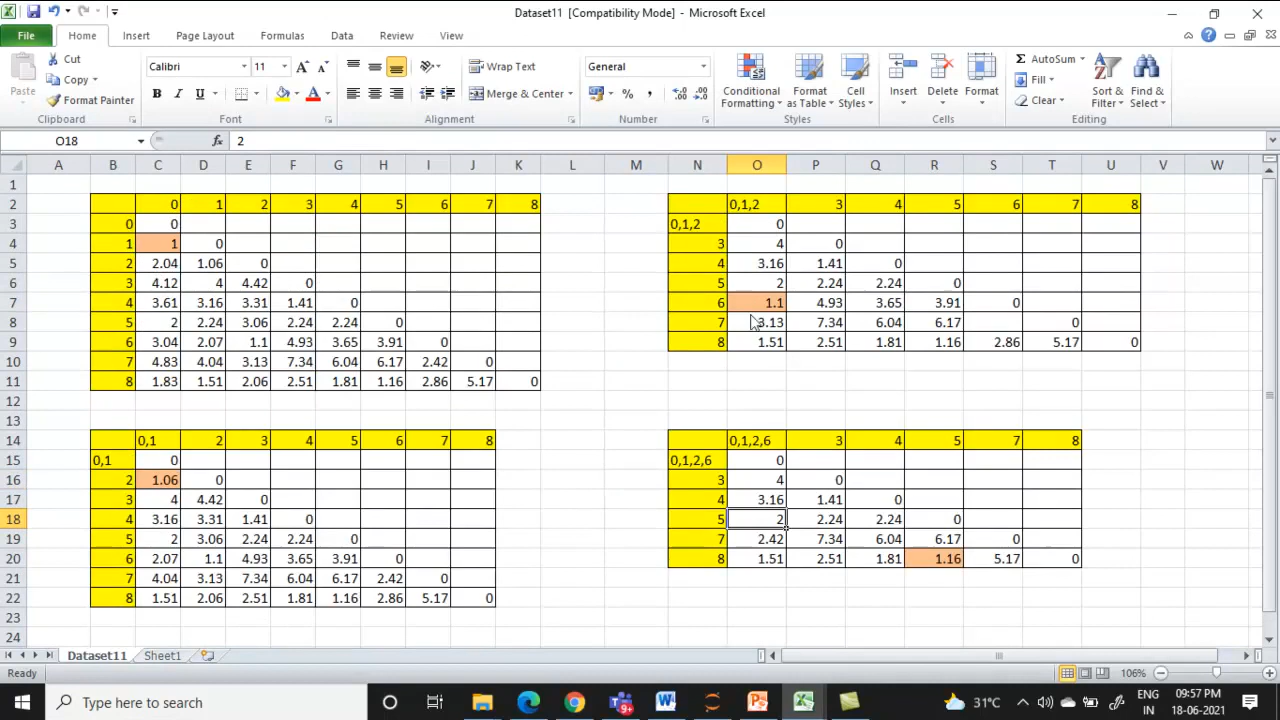 Dataset11 [Compatibility Mode] - Microsoft Excel
File Home Insert Page Layout Formulas Data Review View
Paste
Cut
Copy
Format Painter
Clipboard
Calibri 11
B I U
Font
Wrap Text
Merge & Center
Alignment
General
%
Number
Conditional Formatting
Format as Table
Cell Styles
Styles
Insert
Delete
Format
Cells
AutoSum
Fill
Clear
Sort & Filter
Find & Select
Editing
O18 fx 2
A B C D E F G H I J K L M N O P Q R S T U V W
1
2 0 1 2 3 4 5 6 7 8 0,1,2 3 4 5 6 7 8
3 0 0 0,1,2 0
4 1 1 0 3 4 0
5 2 2.04 1.06 0 4 3.16 1.41 0
6 3 4.12 4 4.42 0 5 2 2.24 2.24 0
7 4 3.61 3.16 3.31 1.41 0 6 1.1 4.93 3.65 3.91 0
8 5 2 2.24 3.06 2.24 2.24 0 7 3.13 7.34 6.04 6.17 0
9 6 3.04 2.07 1.1 4.93 3.65 3.91 0 8 1.51 2.51 1.81 1.16 2.86 5.17 0
10 7 4.83 4.04 3.13 7.34 6.04 6.17 2.42 0
11 8 1.83 1.51 2.06 2.51 1.81 1.16 2.86 5.17 0
12
13
14 0,1 2 3 4 5 6 7 8 0,1,2,6 3 4 5 7 8
15 0,1 0 0,1,2,6 0
16 2 1.06 0 3 4 0
17 3 4 4.42 0 4 3.16 1.41 0
18 4 3.16 3.31 1.41 0 5 2 2.24 2.24 0
19 5 2 3.06 2.24 2.24 0 7 2.42 7.34 6.04 6.17 0
20 6 2.07 1.1 4.93 3.65 3.91 0 8 1.51 2.51 1.81 1.16 5.17 0
21 7 4.04 3.13 7.34 6.04 6.17 2.42 0
22 8 1.51 2.06 2.51 1.81 1.16 2.86 5.17 0
23
24
Dataset11 Sheet1
Ready 106%
Type here to search
31°C
ENG
IN
09:57 PM
18-06-2021